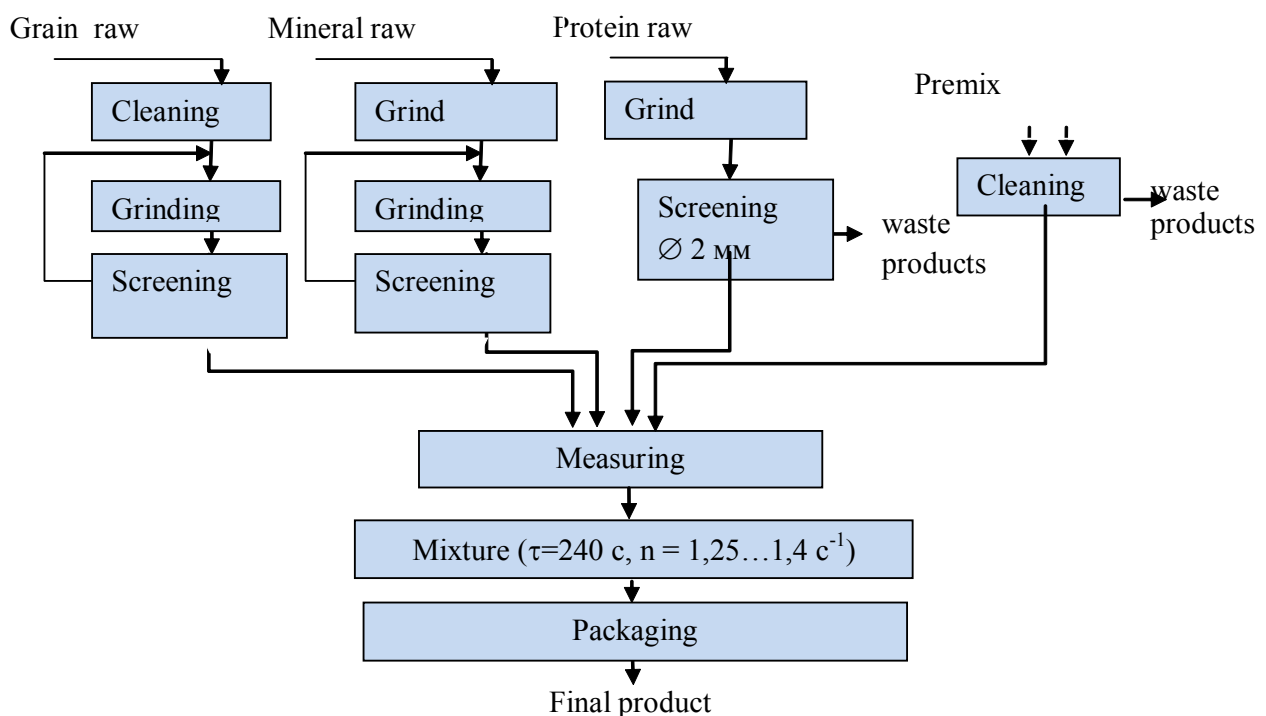 Grain raw
Mineral raw
Protein raw
Premix
Cleaning
Grind
Grind
Cleaning
waste
products
Grinding
Grinding
Screening
∅ 2 мм
waste
products
Screening
Screening
Measuring
Mixture (τ=240 c, n = 1,25…1,4 c⁻¹)
Packaging
Final product